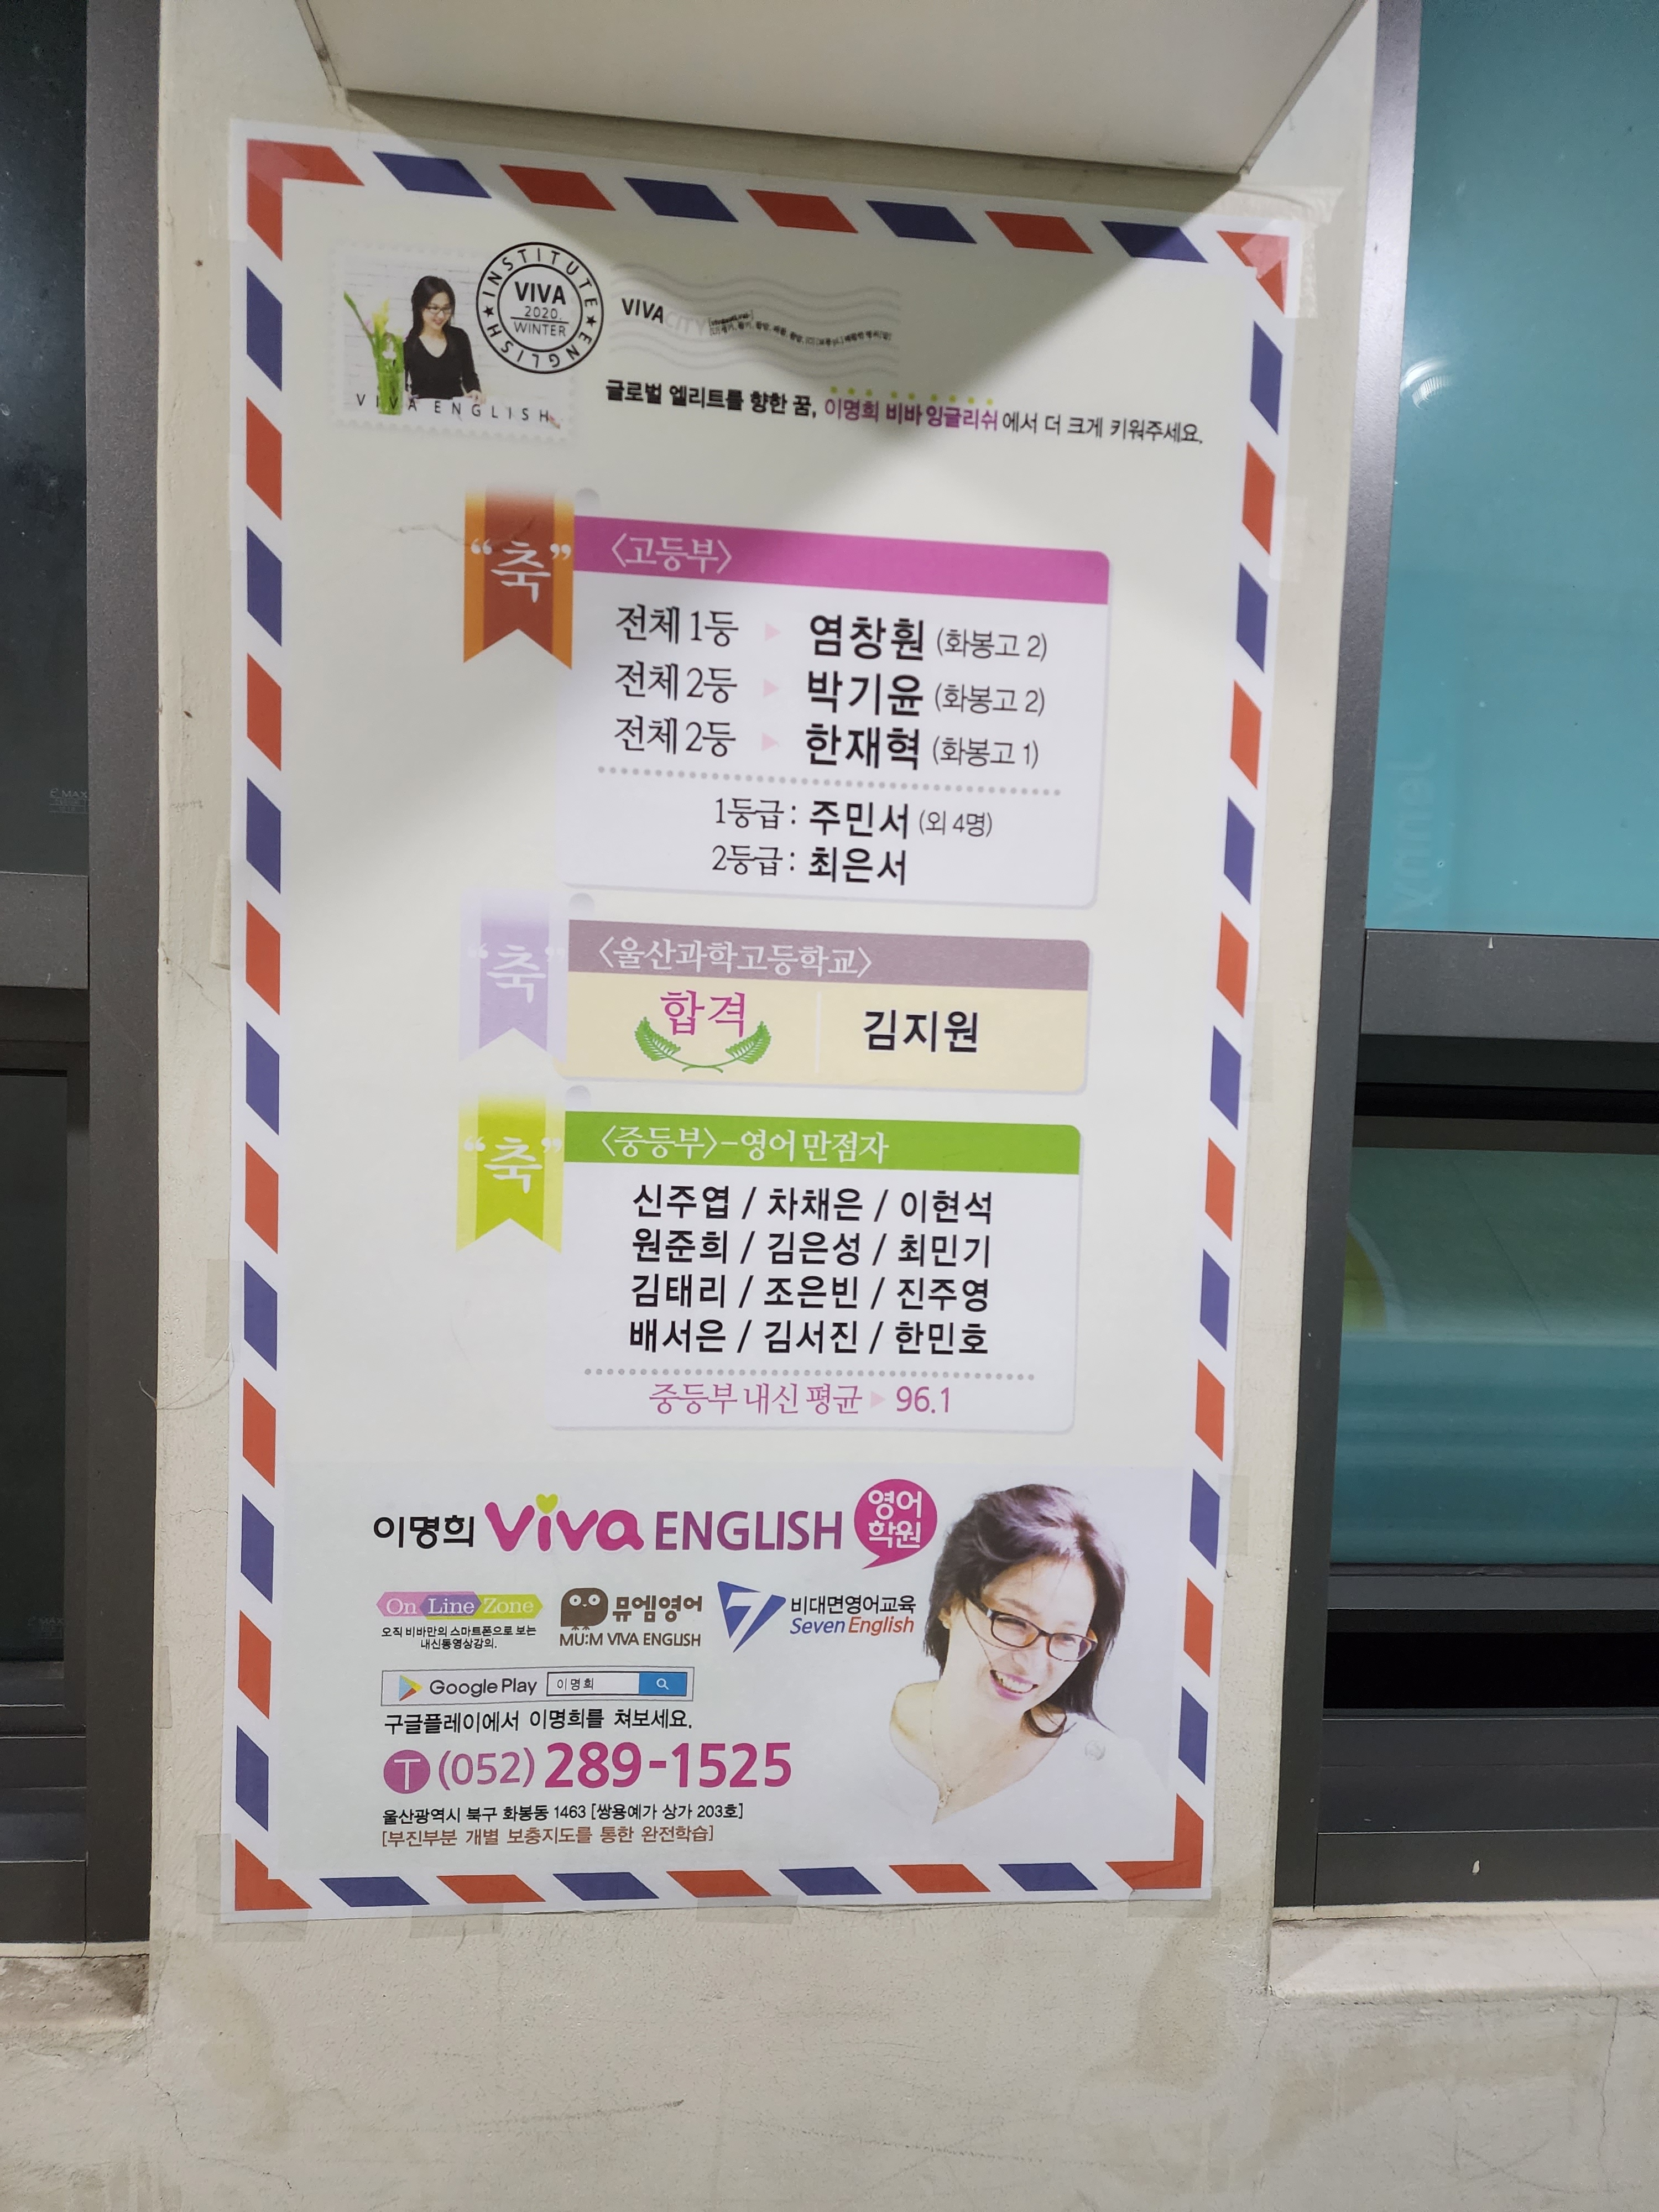 INSTITUTE ★ ENGLISH ★
VIVA
2020.
WINTER
VIVA ENGLISH
VIVA CITY
글로벌 엘리트를 향한 꿈, 이명희 비바 잉글리쉬에서 더 크게 키워주세요.
“축”
〈고등부〉
전체 1등 ▶ 염창훤 (화봉고 2)
전체 2등 ▶ 박기윤 (화봉고 2)
전체 2등 ▶ 한재혁 (화봉고 1)
1등급 : 주민서 (외 4명)
2등급 : 최은서
“축”
〈울산과학고등학교〉
합격 김지원
“축”
〈중등부〉-영어 만점자
신주엽 / 차채은 / 이현석
원준희 / 김은성 / 최민기
김태리 / 조은빈 / 진주영
배서은 / 김서진 / 한민호
중등부 내신 평균 ▶ 96.1
이명희 Viva ENGLISH 영어학원
On Line Zone
오직 비바만의 스마트폰으로 보는
내신동영상강의.
뮤엠영어
MU:M VIVA ENGLISH
7 비대면영어교육
Seven English
Google Play 이명희
구글플레이에서 이명희를 쳐보세요.
T (052) 289-1525
울산광역시 북구 화봉동 1463 [쌍용예가 상가 203호]
[부진부분 개별 보충지도를 통한 완전학습]